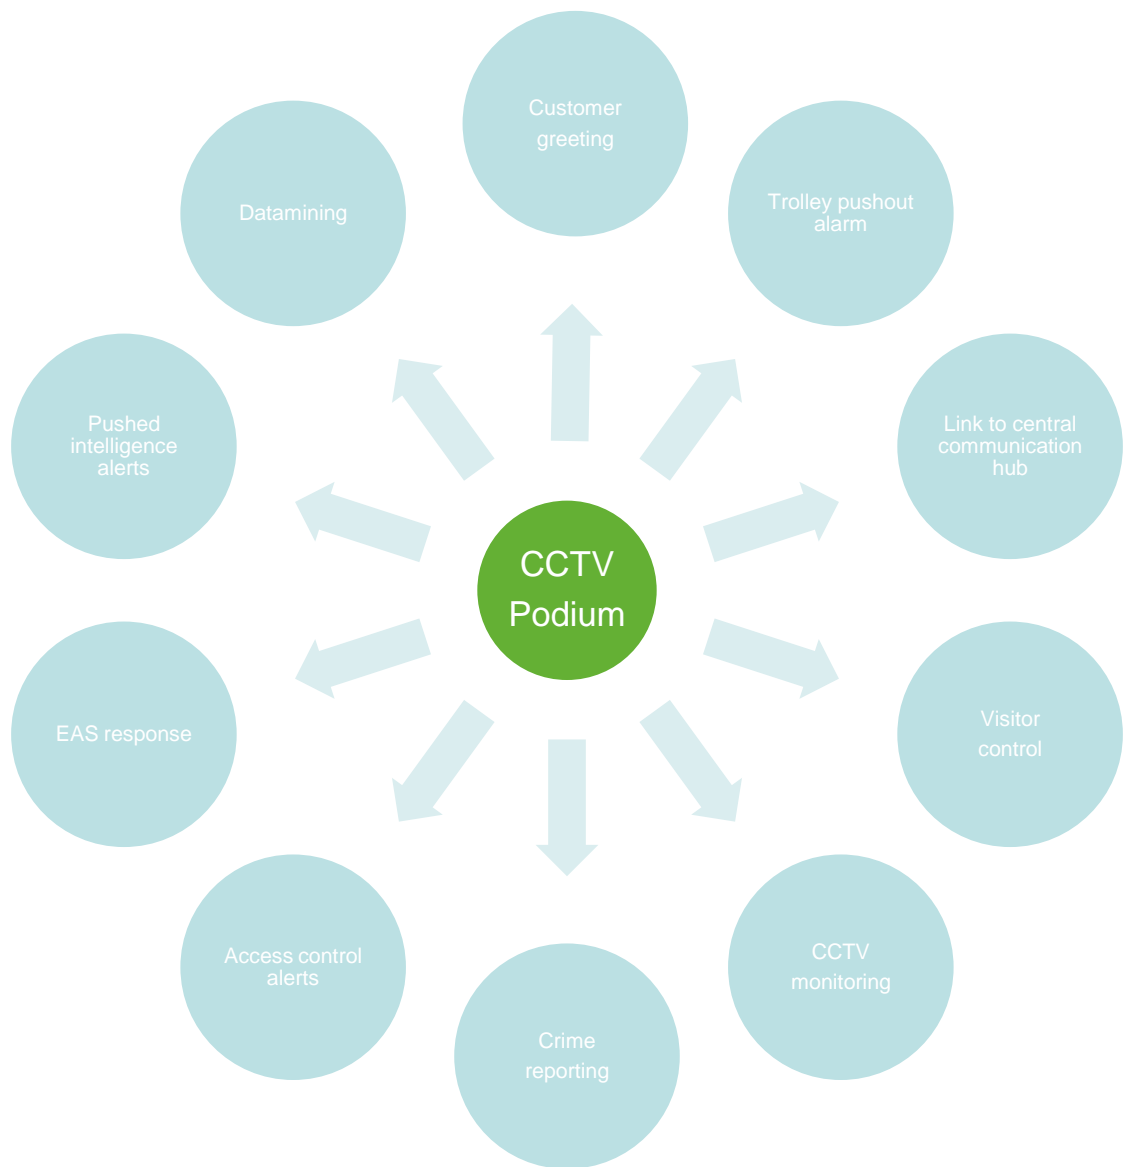 Customer
greeting
Trolley pushout
alarm
Link to central
communication
hub
Visitor
control
CCTV
monitoring
Crime
reporting
Access control
alerts
EAS response
Pushed
intelligence
alerts
Datamining
CCTV
Podium